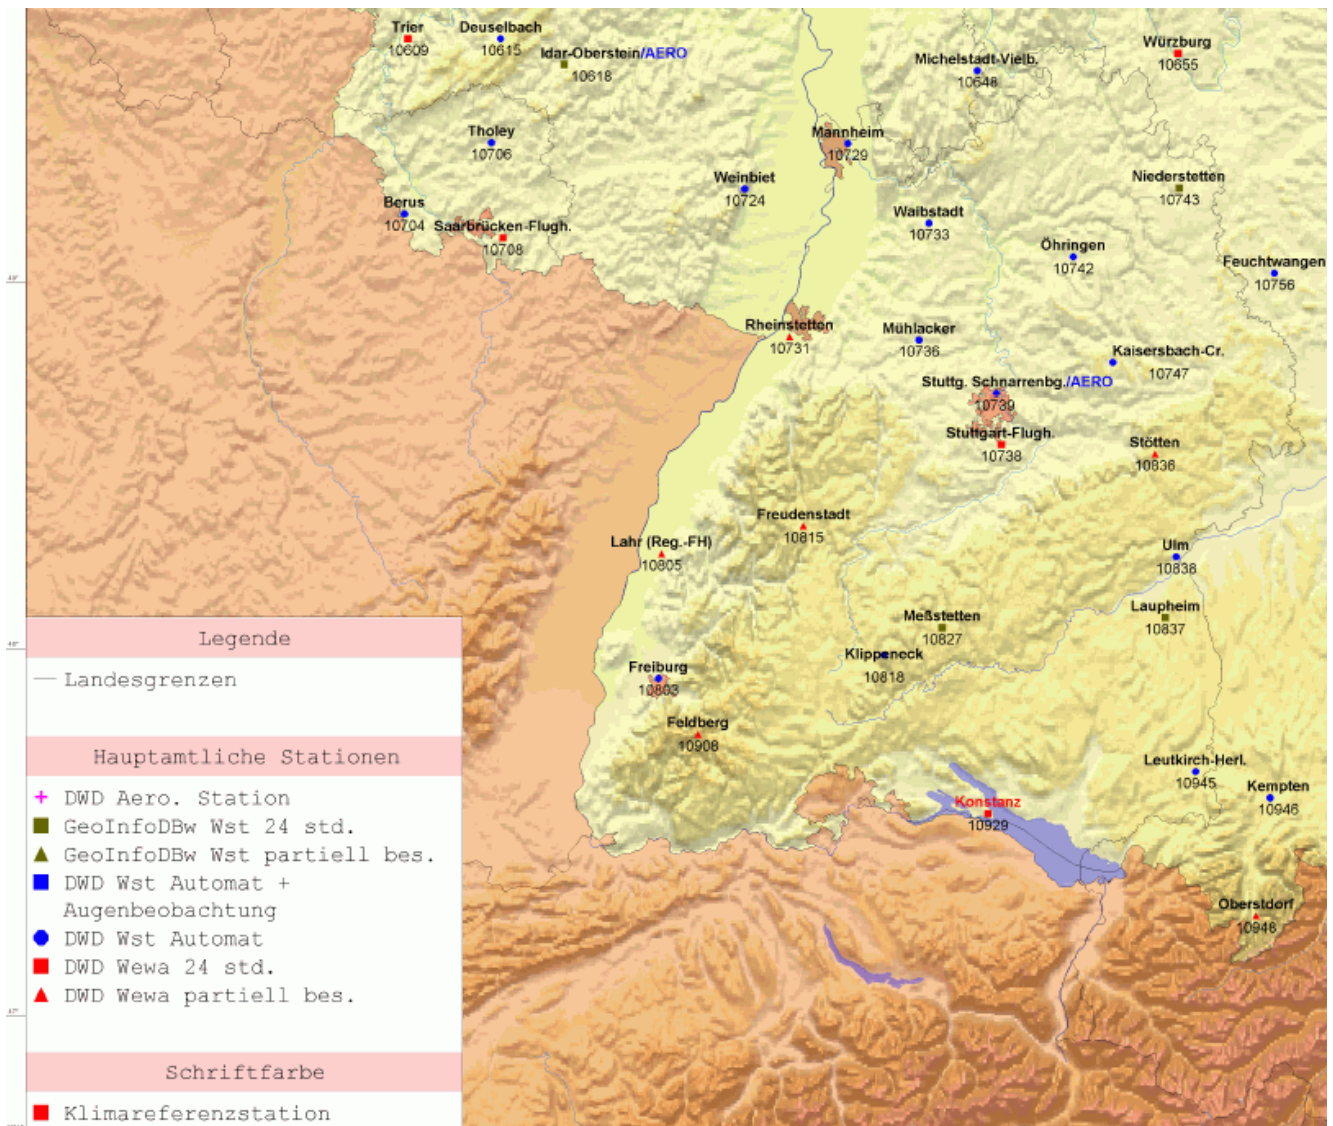 Trier
10609
Deuselbach
10615
Idar-Oberstein/AERO
10618
Michelstadt-Vielb.
10648
Würzburg
10655
Tholey
10706
Mannheim
10729
Weinbiet
10724
Niederstetten
10743
Berus
10704
Saarbrücken-Flugh.
10708
Waibstadt
10733
Öhringen
10742
Feuchtwangen
10756
Rheinstetten
10731
Mühlacker
10736
Kaisersbach-Cr.
10747
Stuttg. Schnarrenbg./AERO
10739
Stuttgart-Flugh.
10738
Stötten
10836
Freudenstadt
10815
Lahr (Reg.-FH)
10805
Ulm
10838
Meßstetten
10827
Laupheim
10837
Klippeneck
10818
Freiburg
10803
Feldberg
10908
Leutkirch-Herl.
10945
Kempten
10946
Konstanz
10929
Oberstdorf
10948
Legende
Landesgrenzen
Hauptamtliche Stationen
DWD Aero. Station
GeoInfoDBw Wst 24 std.
GeoInfoDBw Wst partiell bes.
DWD Wst Automat +
Augenbeobachtung
DWD Wst Automat
DWD Wewa 24 std.
DWD Wewa partiell bes.
Schriftfarbe
Klimareferenzstation